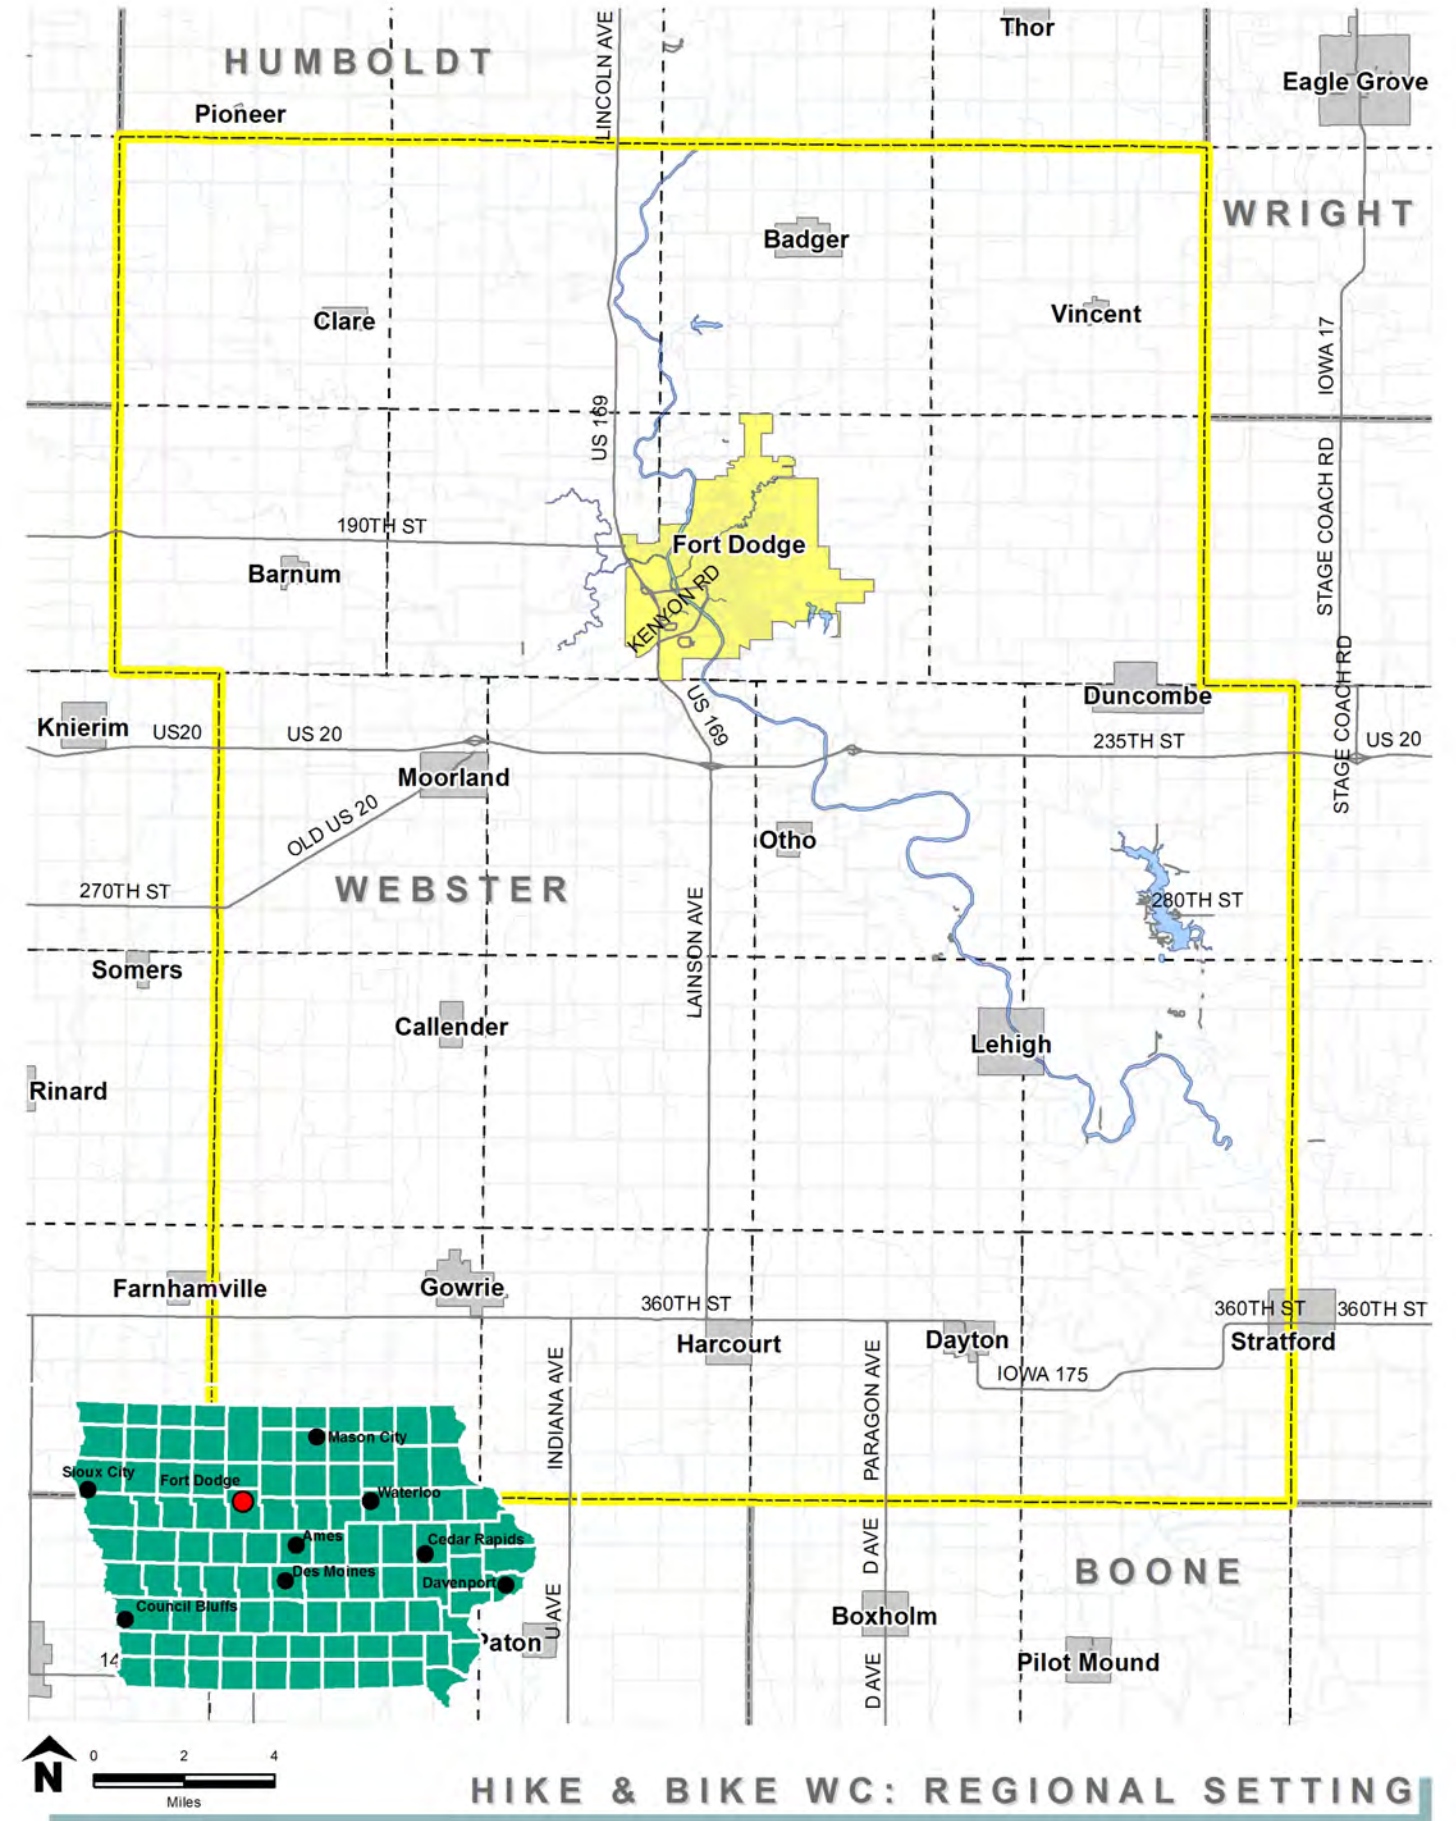 Thor
HUMBOLDT
LINCOLN AVE
Eagle Grove
Pioneer
WRIGHT
Badger
Clare
Vincent
IOWA 17
US 169
STAGE COACH RD
190TH ST
Fort Dodge
Barnum
KENYON RD
STAGE COACH RD
Duncombe
Knierim
US20
US 20
US 169
235TH ST
US 20
Moorland
OLD US 20
Otho
270TH ST
WEBSTER
280TH ST
LAINSON AVE
Somers
Callender
Lehigh
Rinard
Farnhamville
Gowrie
360TH ST
360TH ST
360TH ST
Harcourt
Dayton
Stratford
IOWA 175
INDIANA AVE
PARAGON AVE
Mason City
Sioux City
Fort Dodge
Waterloo
Ames
Cedar Rapids
Des Moines
Davenport
Council Bluffs
D AVE
BOONE
U AVE
Boxholm
Paton
14
D AVE
Pilot Mound
N
0 2 4
Miles
HIKE & BIKE WC: REGIONAL SETTING